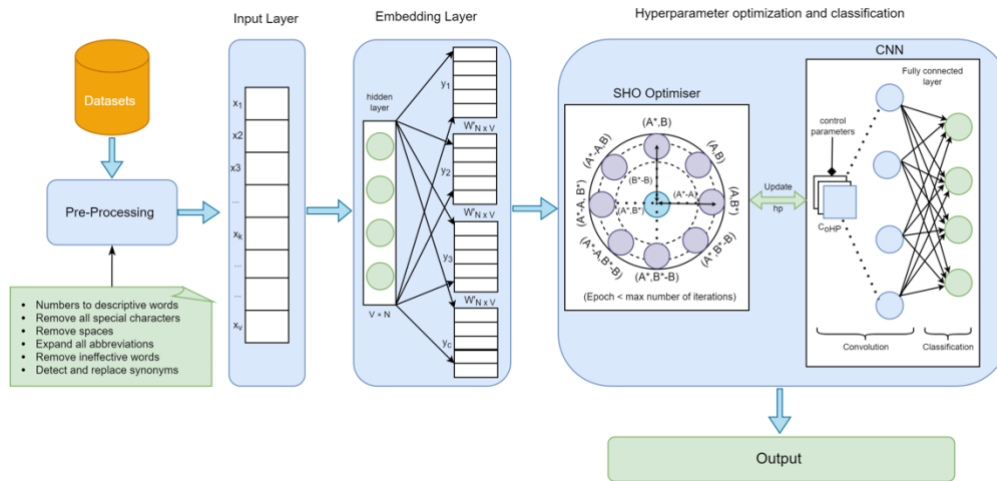 Input Layer
Embedding Layer
Hyperparameter optimization and classification
Datasets
Pre-Processing
• Numbers to descriptive words
• Remove all special characters
• Remove spaces
• Expand all abbreviations
• Remove ineffective words
• Detect and replace synonyms
x1
x2
x3
...
xk
...
...
xv
hidden
layer
V × N
y1
W'N x V
y2
W'N x V
y3
W'N x V
yc
SHO Optimiser
(A*,B)
(A*-A,B)
(A,B)
(A*-A, B*)
(B*-B)
(A*-A)
(A,B*)
(A*,B*)
(A*-A,B*-B)
(A*,B*-B)
(A,B*-B)
(Epoch < max number of iterations)
Update
hp
CNN
Fully connected
layer
control
parameters
CoHP
Convolution
Classification
Output